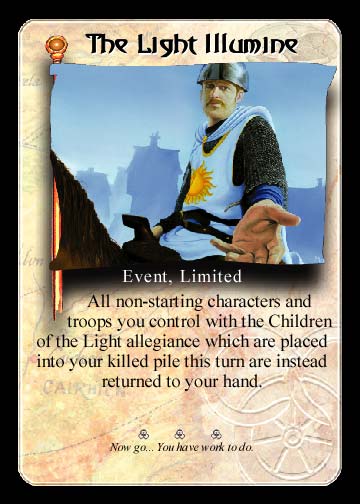 The Light Illumine
Event, Limited
All non-starting characters and
troops you control with the Children
of the Light allegiance which are placed
into your killed pile this turn are instead
returned to your hand.
Now go... You have work to do.